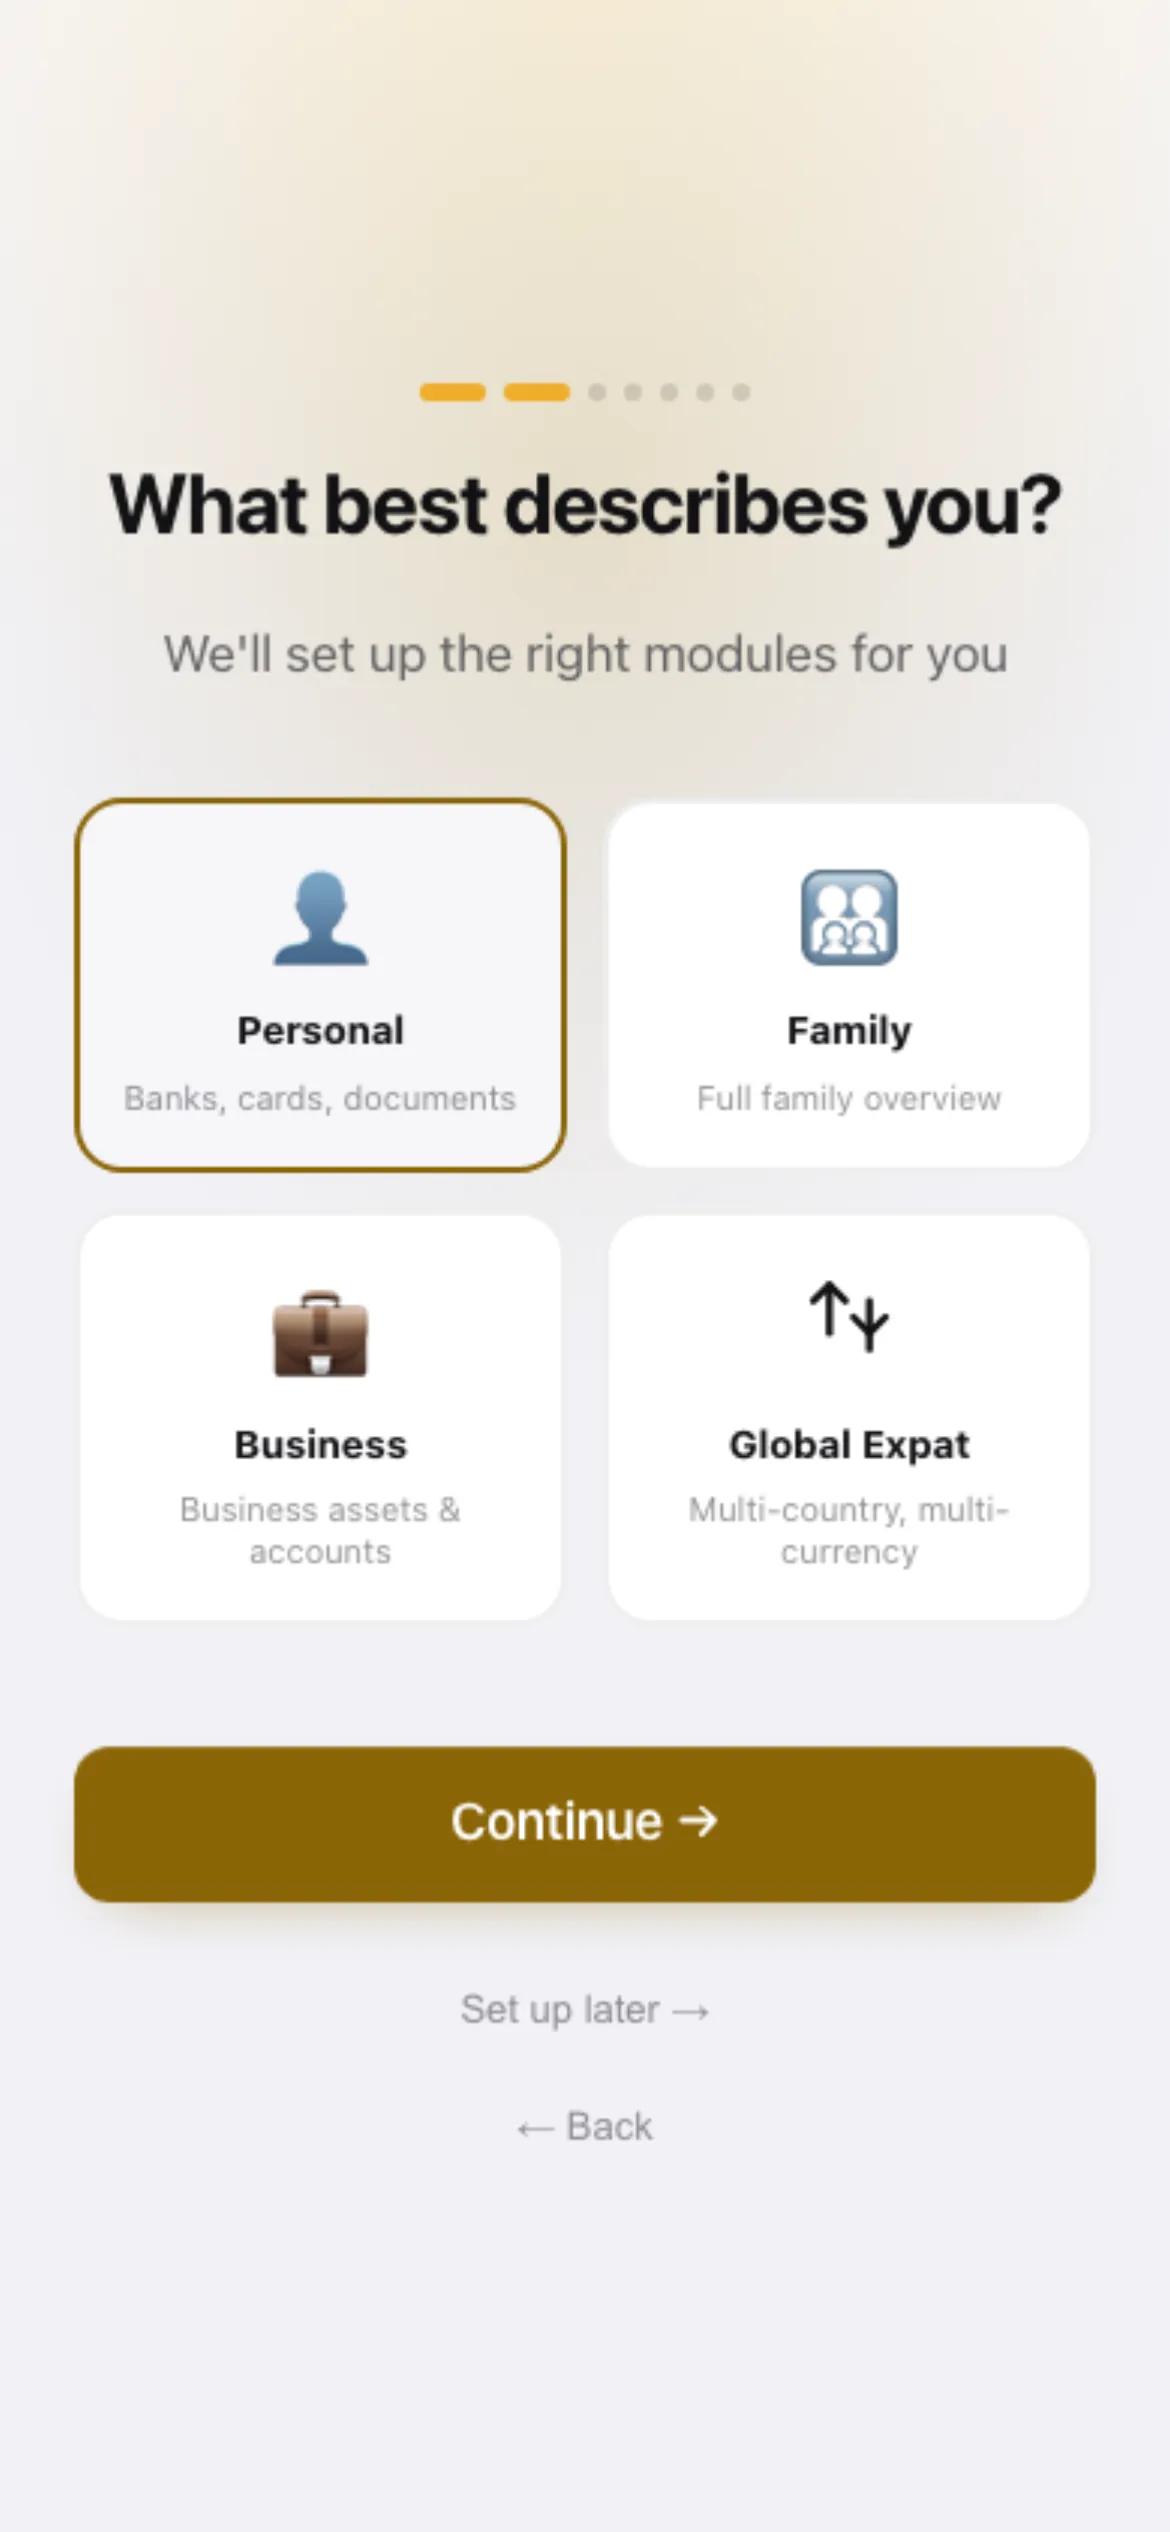 What best describes you?
We'll set up the right modules for you
Personal
Banks, cards, documents
Family
Full family overview
Business
Business assets &
accounts
Global Expat
Multi-country, multi-
currency
Continue →
Set up later →
← Back